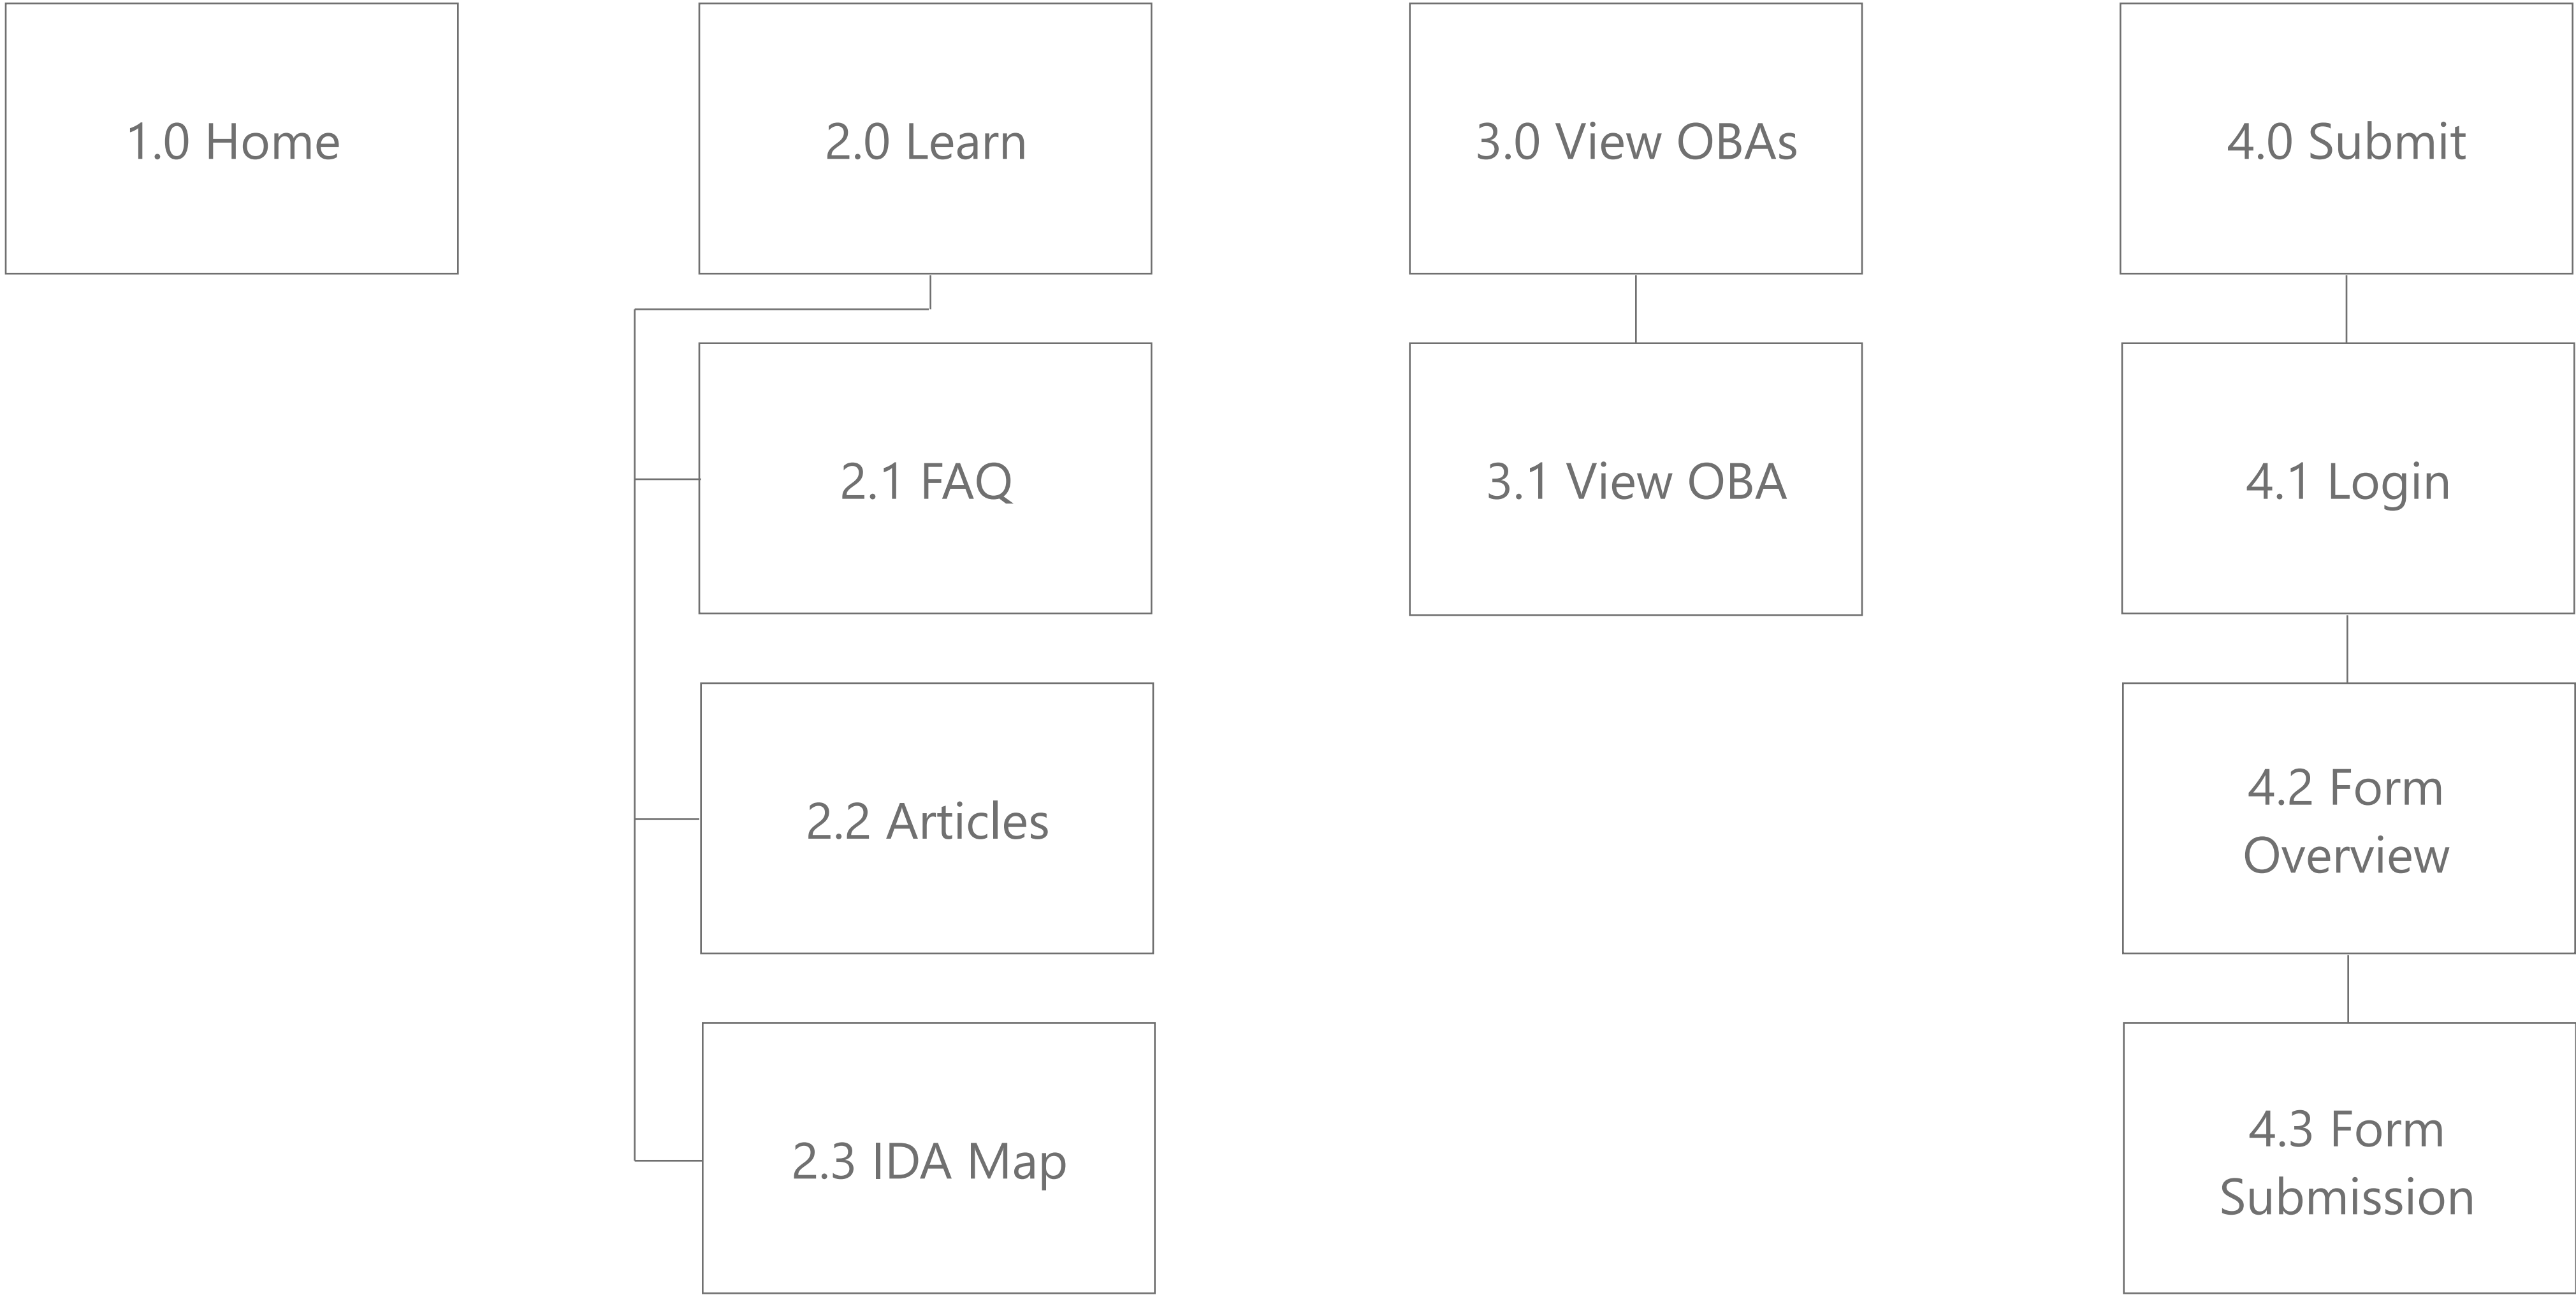 1.0 Home
2.0 Learn
3.0 View OBAs
4.0 Submit
2.1 FAQ
3.1 View OBA
4.1 Login
2.2 Articles
4.2 Form
Overview
2.3 IDA Map
4.3 Form
Submission